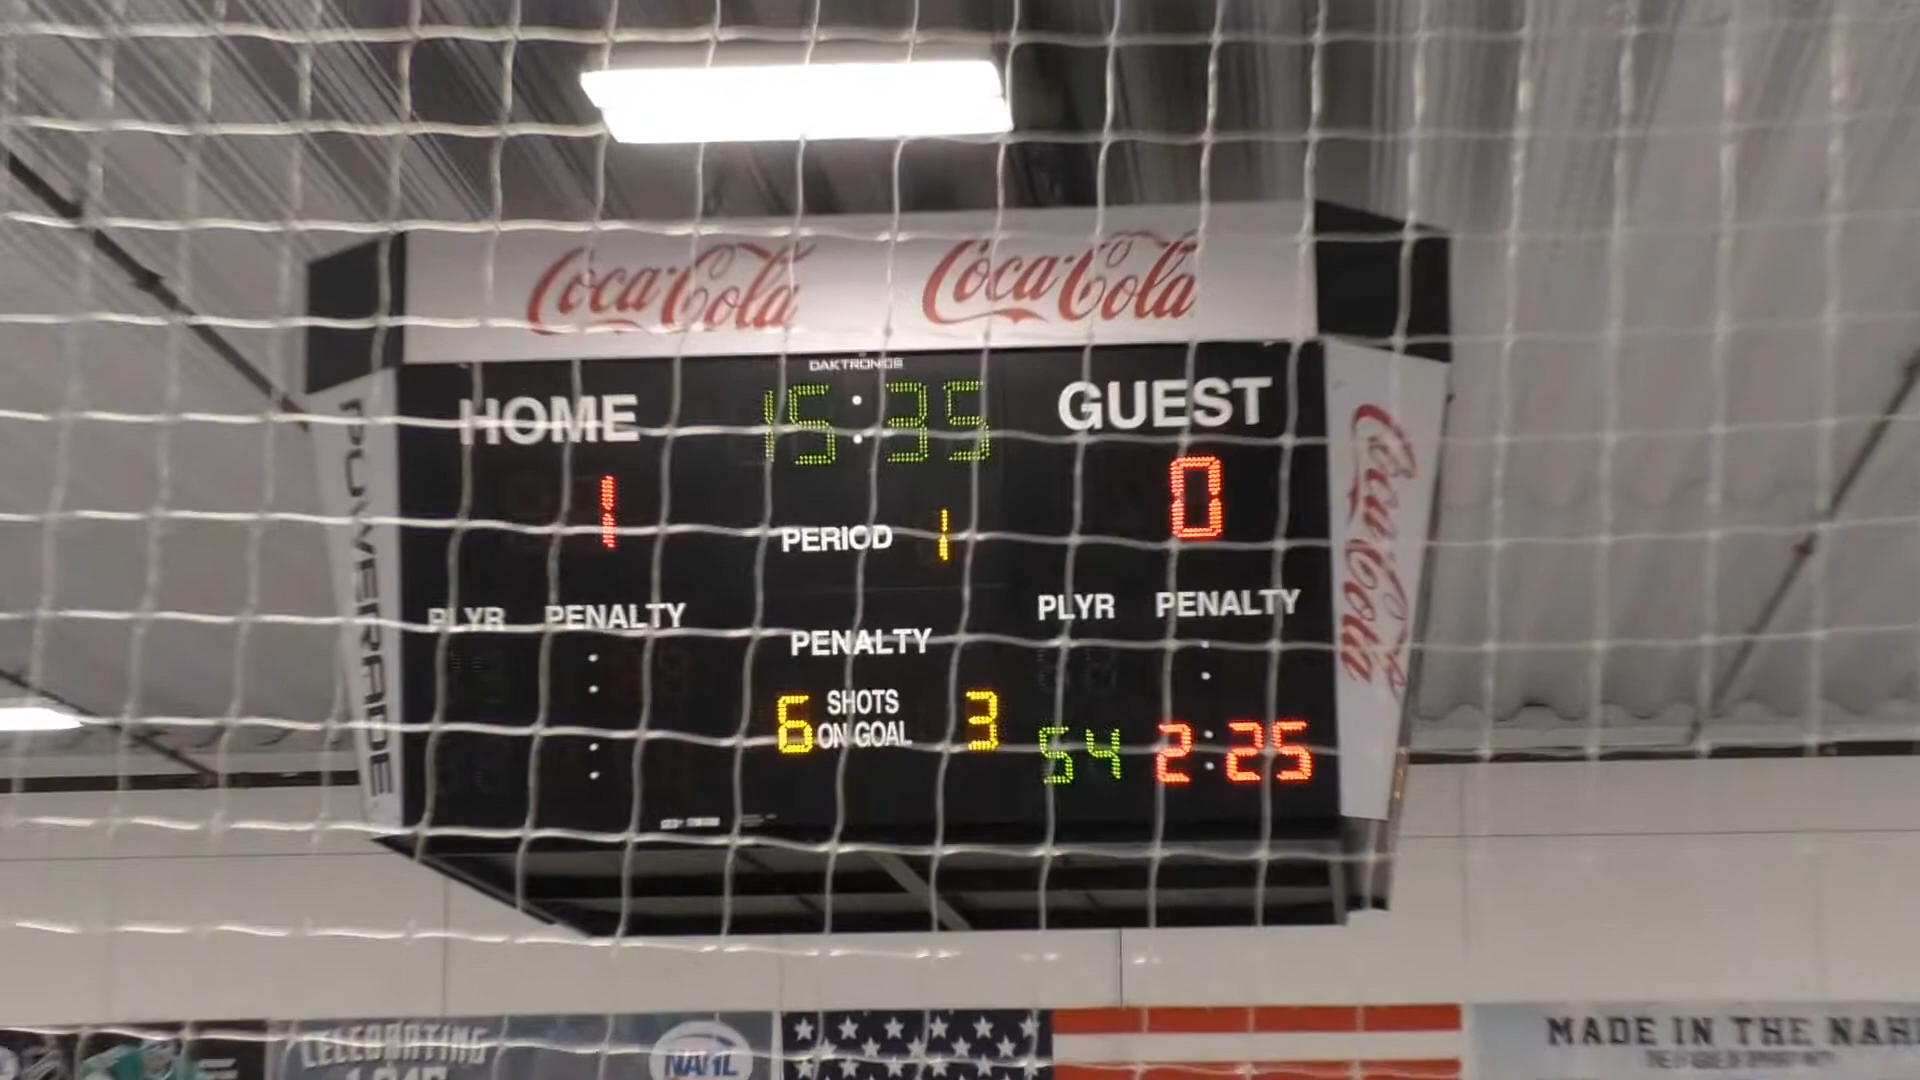 Coca-Cola Coca-Cola
DAKTRONICS
HOME 15:35 GUEST
1 0
PERIOD 1
PLYR PENALTY
PENALTY
PLYR PENALTY
6 SHOTS ON GOAL 3
54 2:25
POWERADE
Coca-Cola
CELEBRATING
NAHL
MADE IN THE NAHL